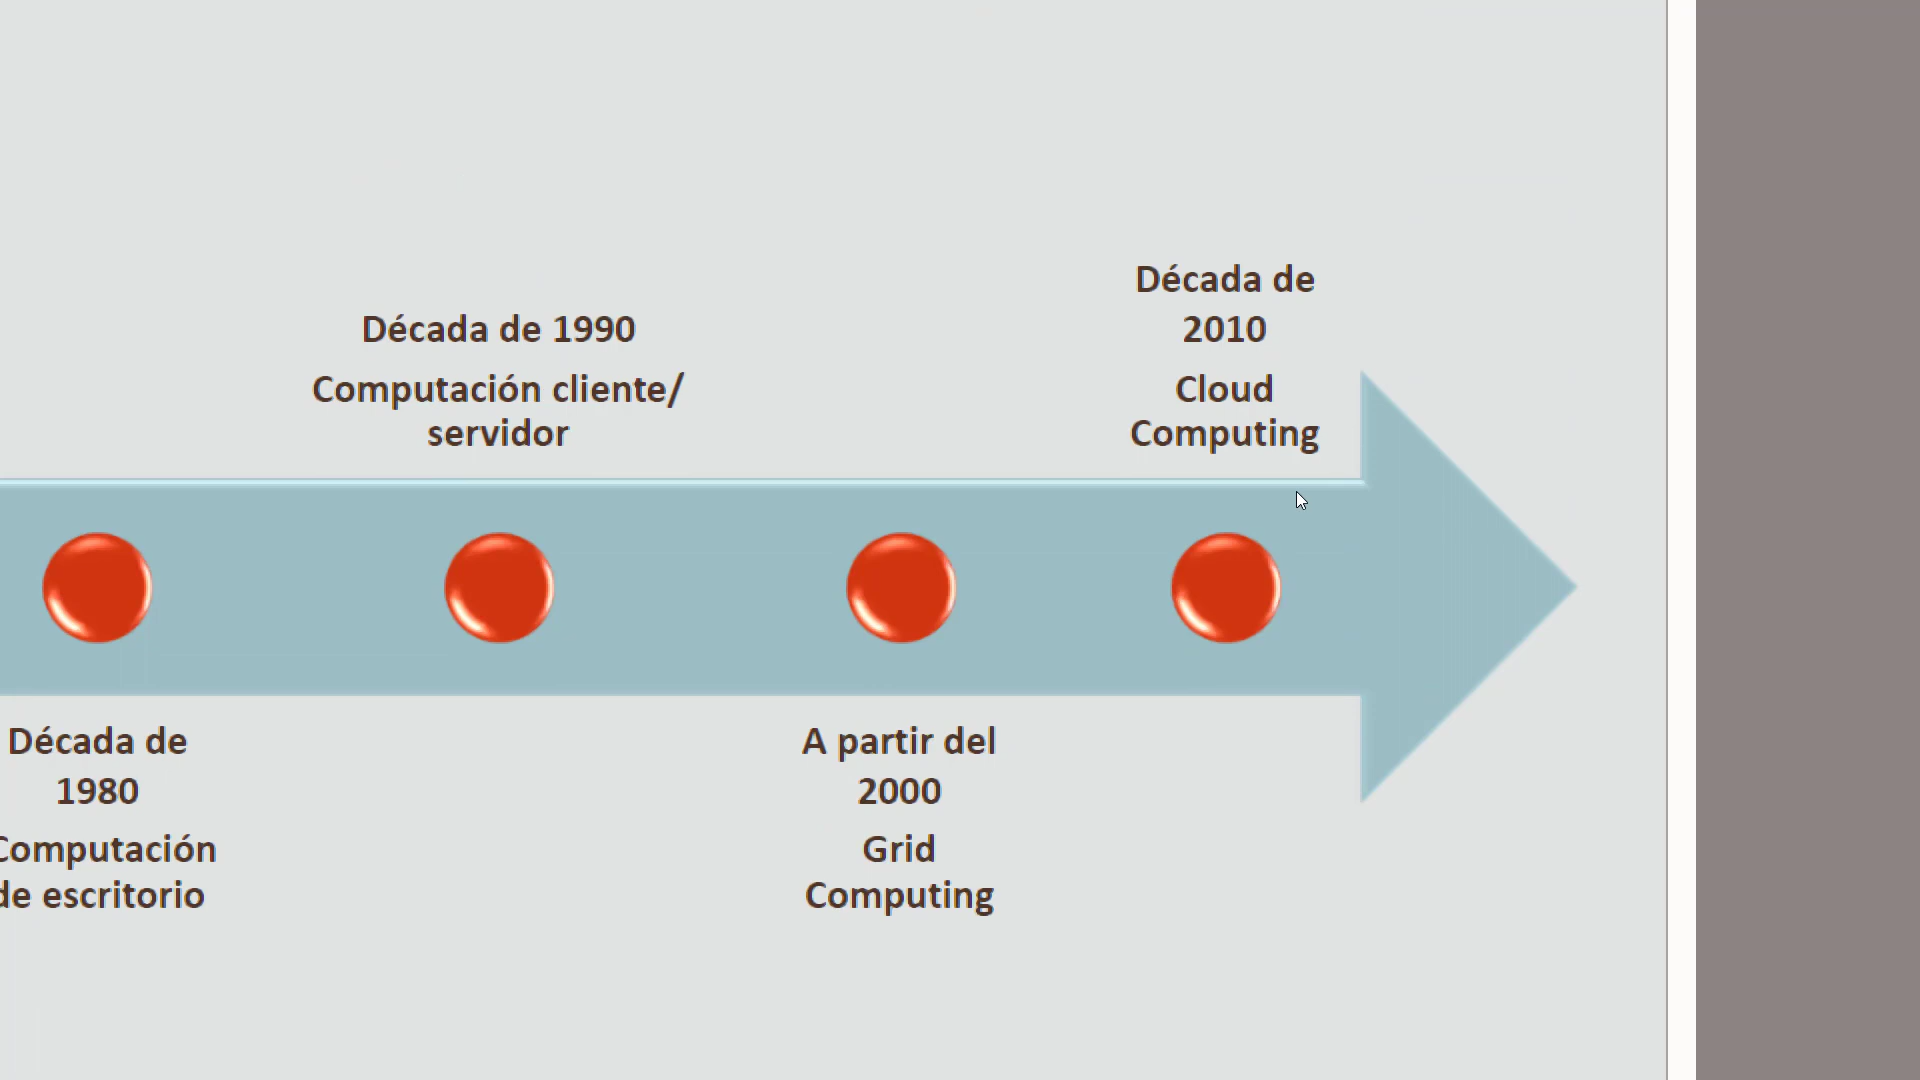 Década de 1990
Computación cliente/
servidor
Década de
2010
Cloud
Computing
Década de
1980
Computación
de escritorio
A partir del
2000
Grid
Computing